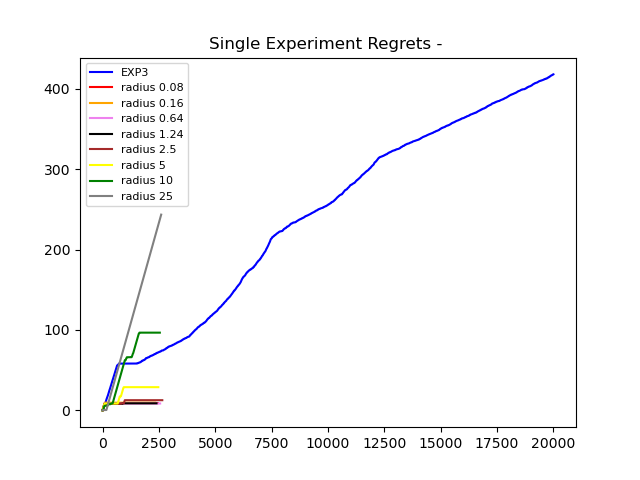 Single Experiment Regrets -
EXP3
radius 0.08
radius 0.16
radius 0.64
radius 1.24
radius 2.5
radius 5
radius 10
radius 25
400
300
200
100
0
0 2500 5000 7500 10000 12500 15000 17500 20000